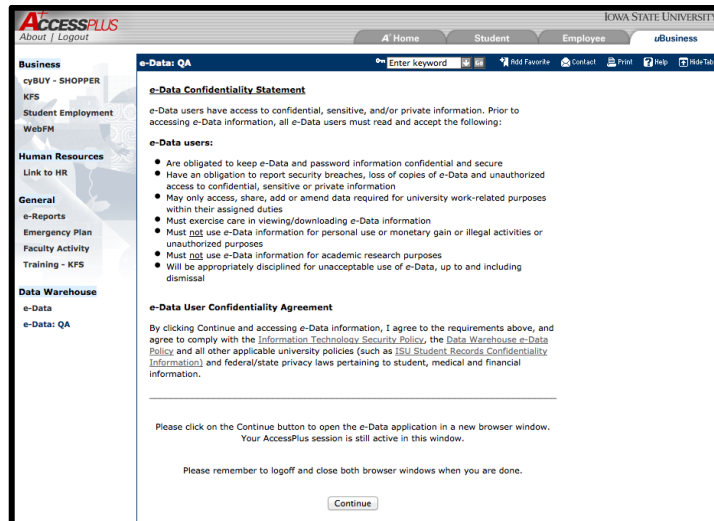 IOWA STATE UNIVERSITY
ACCESSPLUS
About | Logout
A+ Home Student Employee uBusiness
e-Data: QA Enter keyword Go Add Favorite Contact Print Help HideTab
Business
cyBUY - SHOPPER
KFS
Student Employment
WebFM
Human Resources
Link to HR
General
e-Reports
Emergency Plan
Faculty Activity
Training - KFS
Data Warehouse
e-Data
e-Data: QA
e-Data Confidentiality Statement
e-Data users have access to confidential, sensitive, and/or private information. Prior to
accessing e-Data information, all e-Data users must read and accept the following:
e-Data users:
● Are obligated to keep e-Data and password information confidential and secure
● Have an obligation to report security breaches, loss of copies of e-Data and unauthorized
access to confidential, sensitive or private information
● May only access, share, add or amend data required for university work-related purposes
within their assigned duties
● Must exercise care in viewing/downloading e-Data information
● Must not use e-Data information for personal use or monetary gain or illegal activities or
unauthorized purposes
● Must not use e-Data information for academic research purposes
● Will be appropriately disciplined for unacceptable use of e-Data, up to and including
dismissal
e-Data User Confidentiality Agreement
By clicking Continue and accessing e-Data information, I agree to the requirements above, and
agree to comply with the Information Technology Security Policy, the Data Warehouse e-Data
Policy and all other applicable university policies (such as ISU Student Records Confidentiality
Information) and federal/state privacy laws pertaining to student, medical and financial
information.
Please click on the Continue button to open the e-Data application in a new browser window.
Your AccessPlus session is still active in this window.
Please remember to logoff and close both browser windows when you are done.
Continue